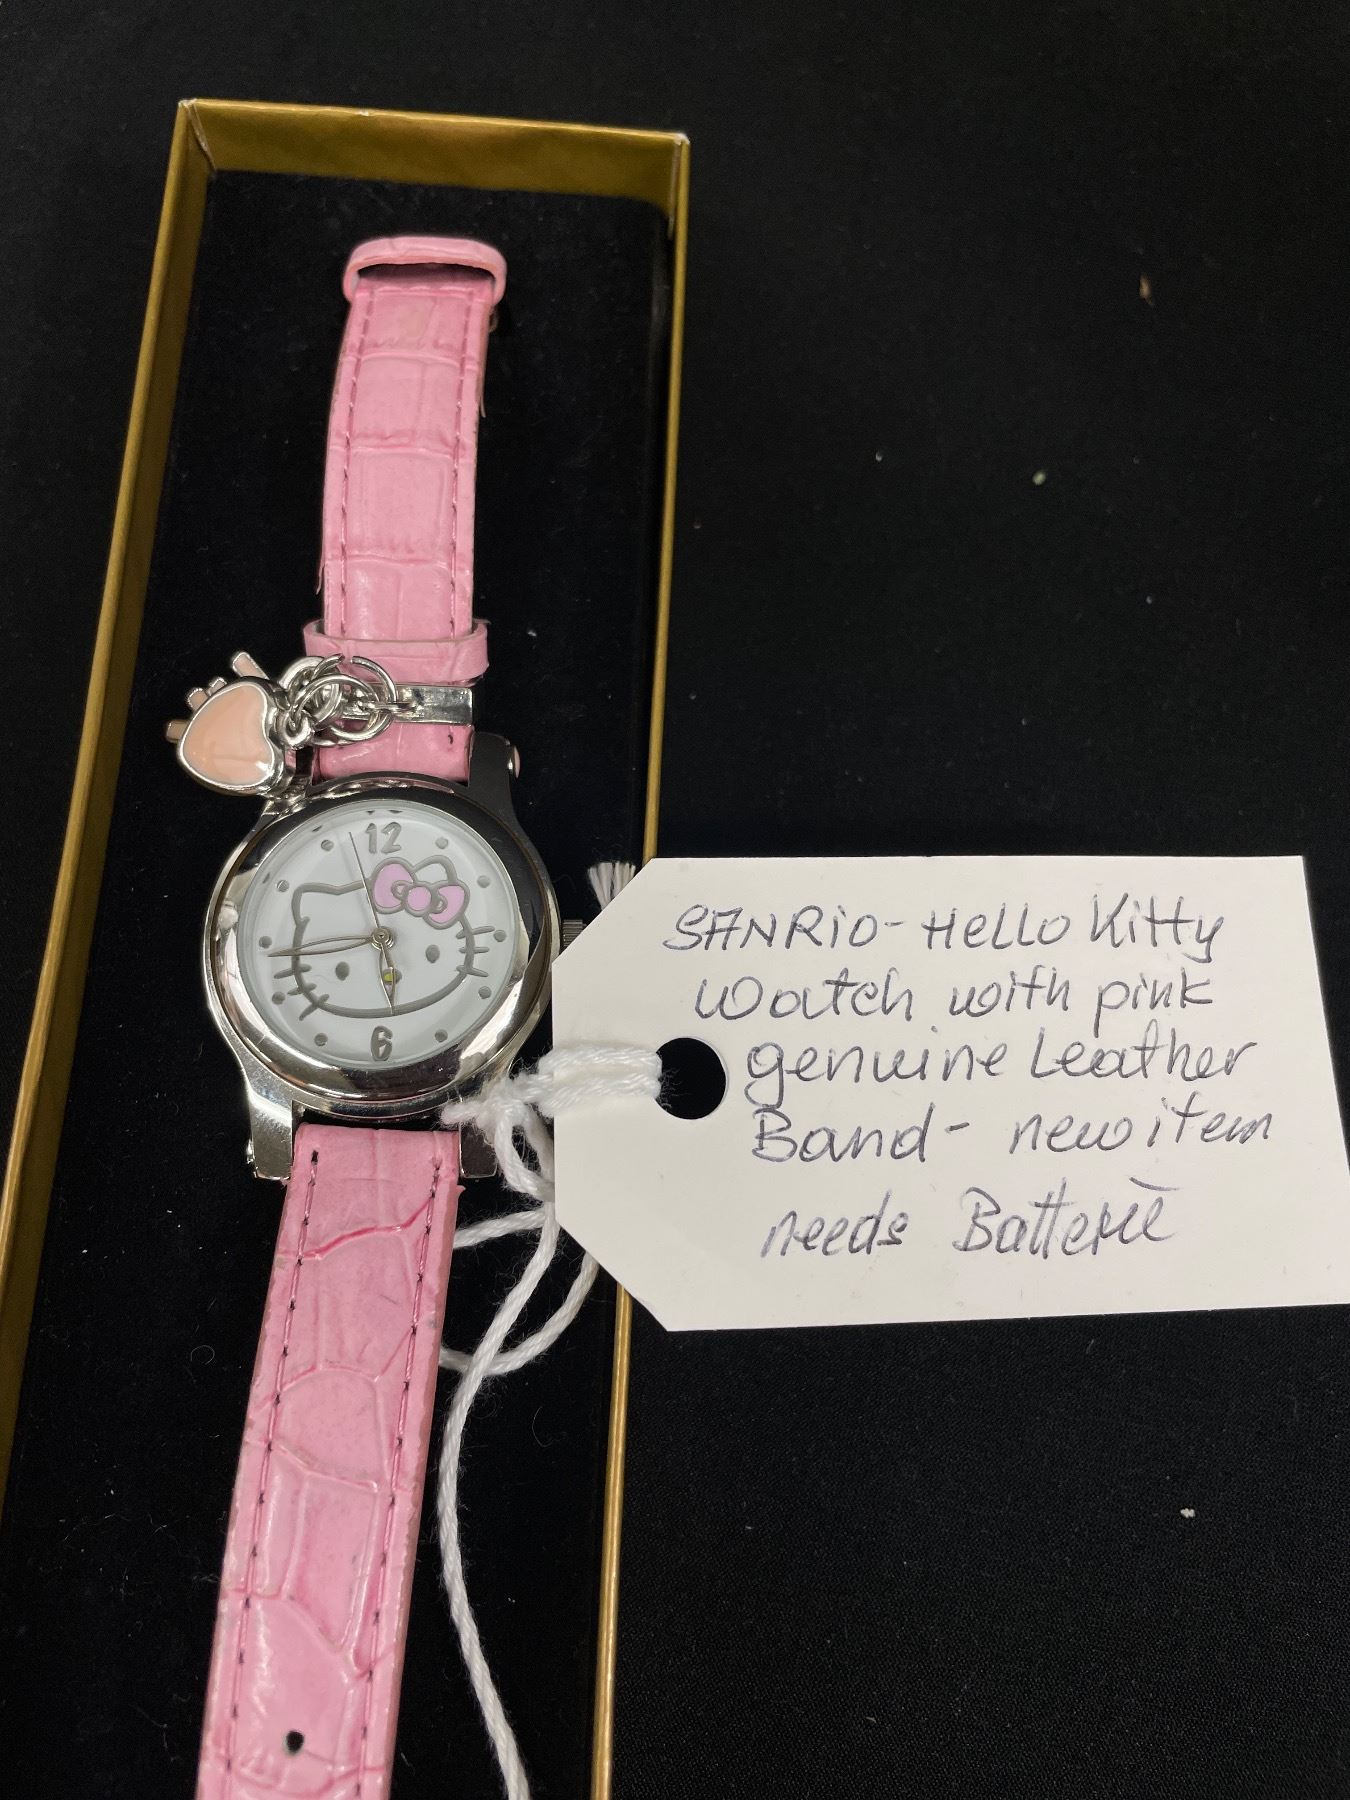 12
6
SANRiO - Hello Kitty
Watch with pink
genuine Leather
Band - new item
needs Batterie